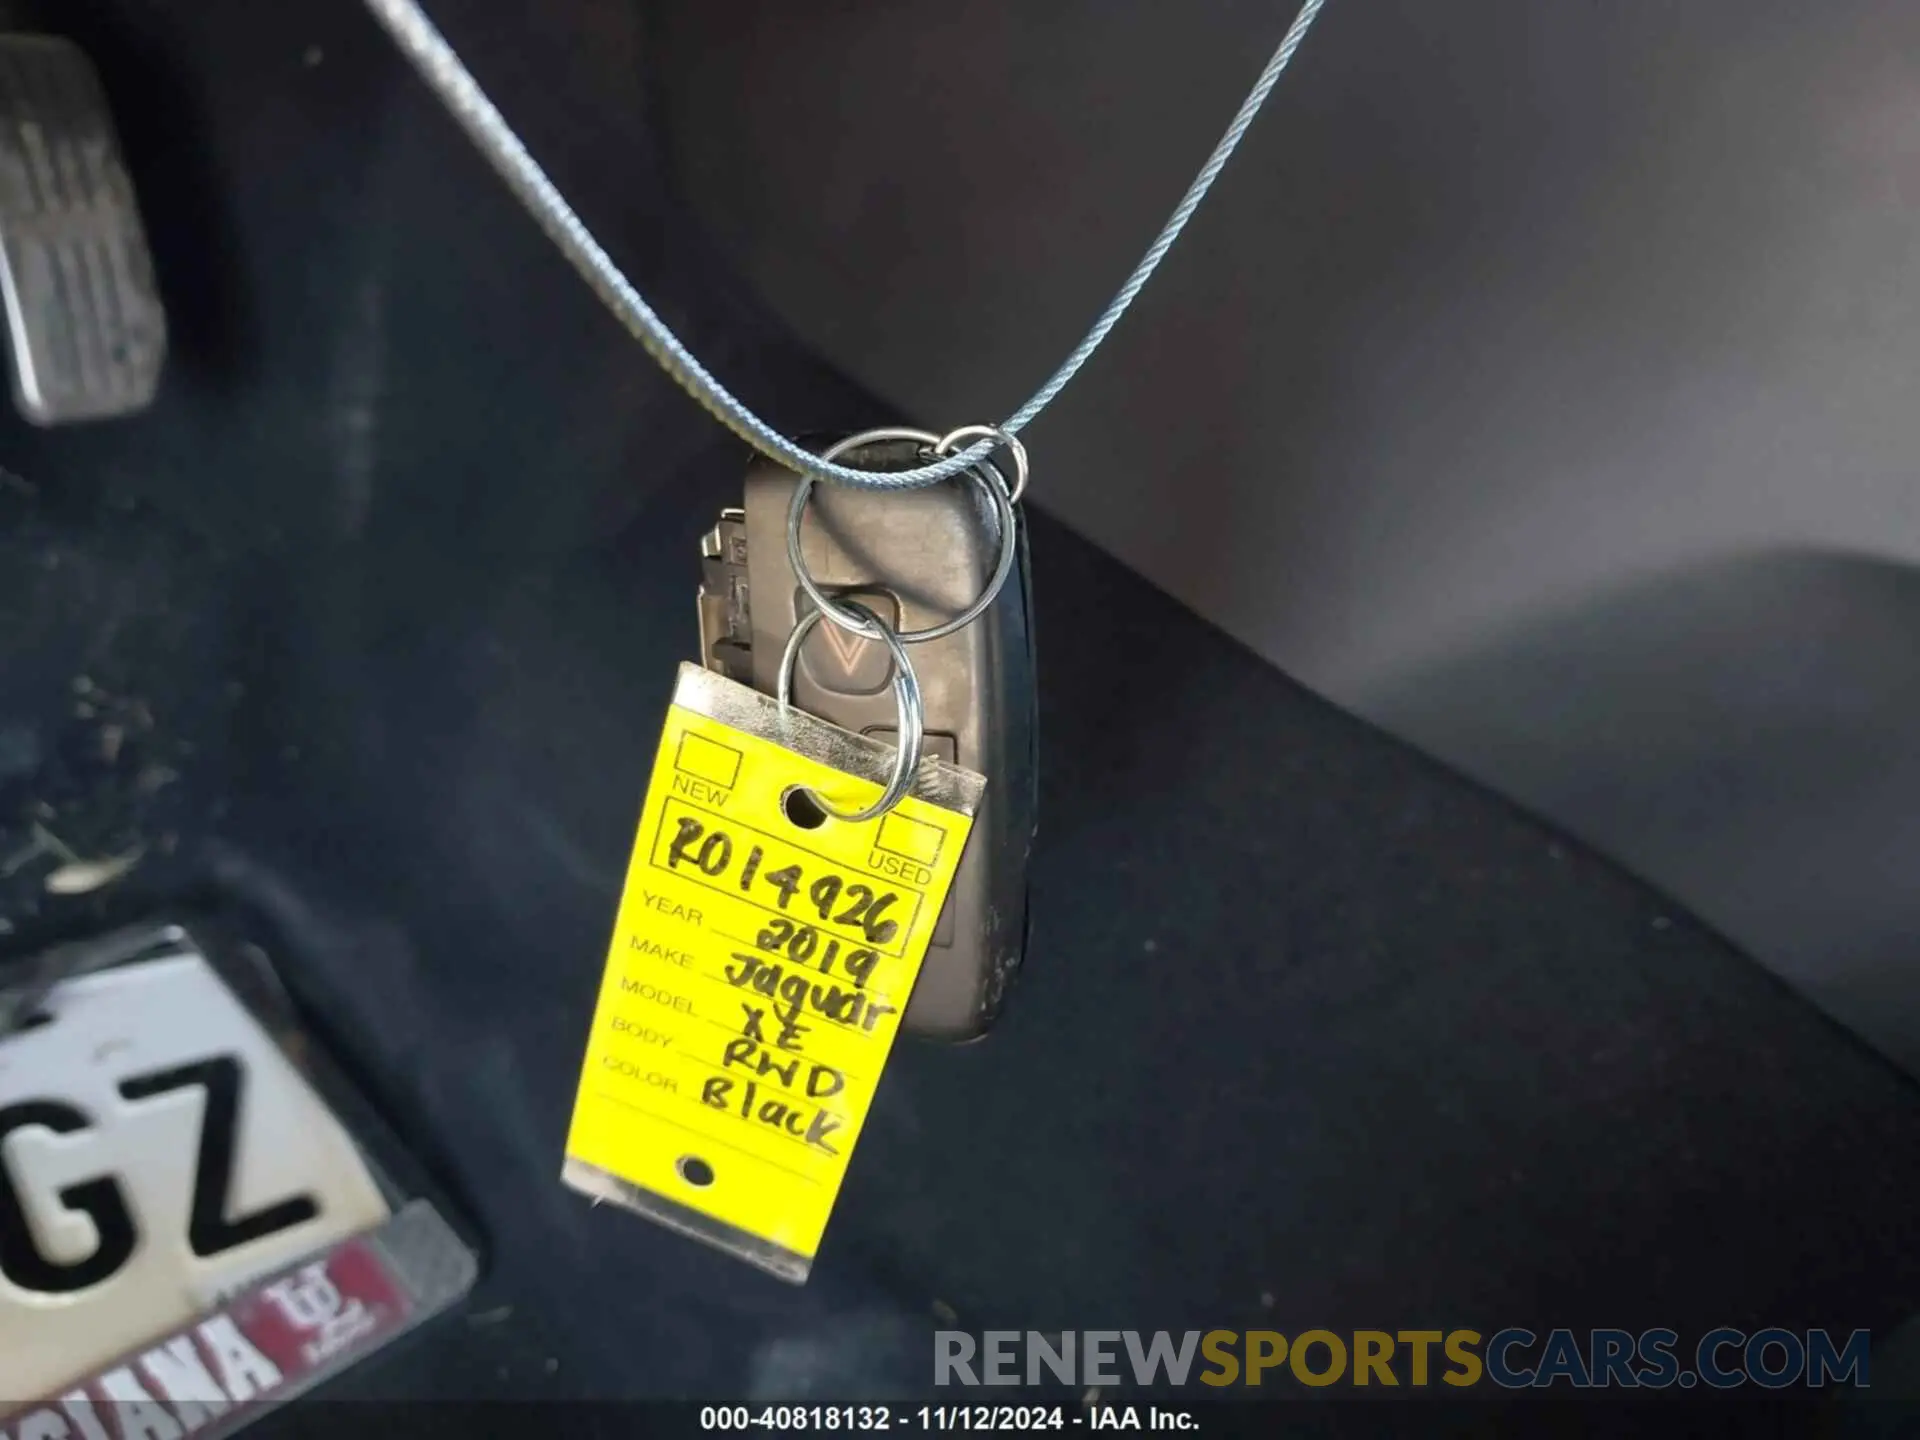 NEW
USED
R014926
YEAR 2019
MAKE Jaguar
MODEL XE
BODY RWD
COLOR Black
GZ
IANA
RENEWSPORTSCARS.COM
000-40818132 - 11/12/2024 - IAA Inc.